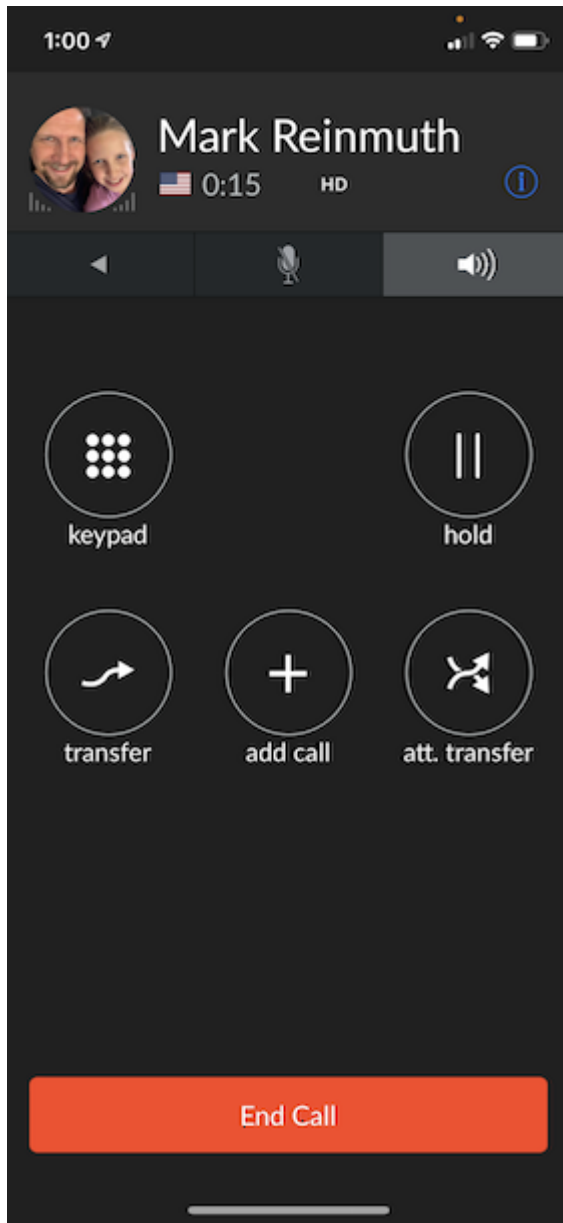 1:00
Mark Reinmuth
0:15 HD
keypad
hold
transfer
add call
att. transfer
End Call